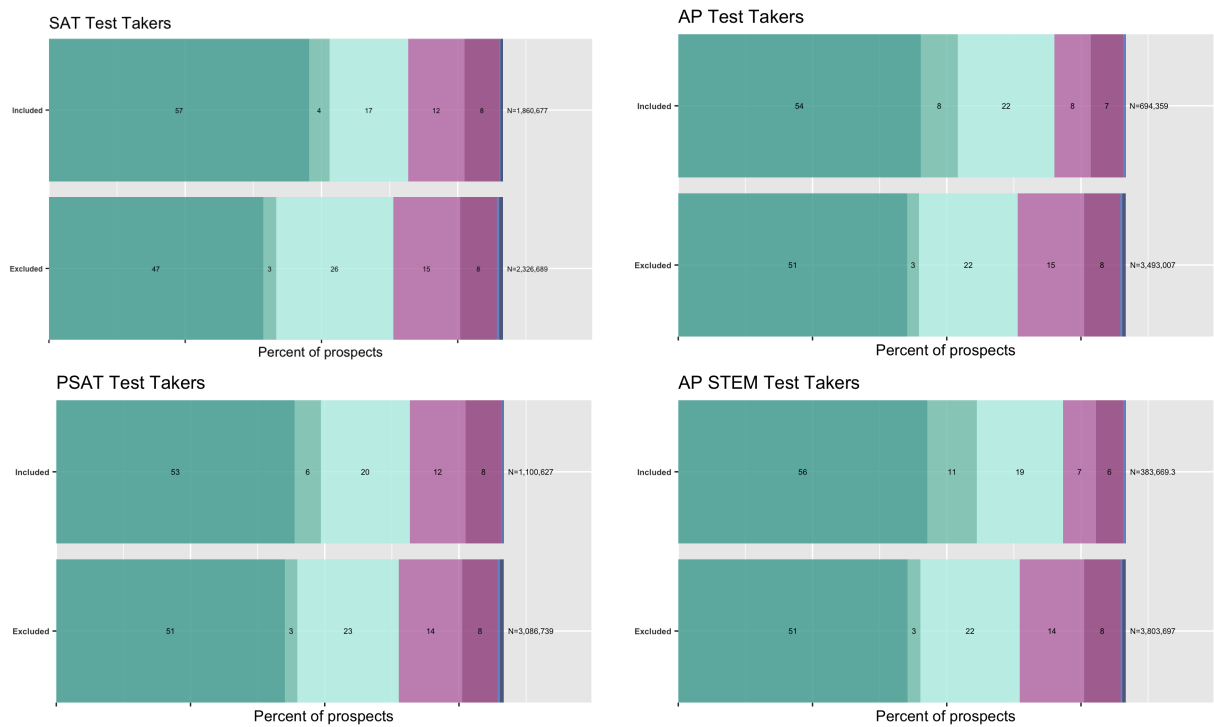 SAT Test Takers
Included 57 4 17 12 8 N=1,860,677
Excluded 47 3 26 15 8 N=2,326,689
Percent of prospects
AP Test Takers
Included 54 8 22 8 7 N=694,359
Excluded 51 3 22 15 8 N=3,493,007
Percent of prospects
PSAT Test Takers
Included 53 6 20 12 8 N=1,100,627
Excluded 51 3 23 14 8 N=3,086,739
Percent of prospects
AP STEM Test Takers
Included 56 11 19 7 6 N=383,669.3
Excluded 51 3 22 14 8 N=3,803,697
Percent of prospects